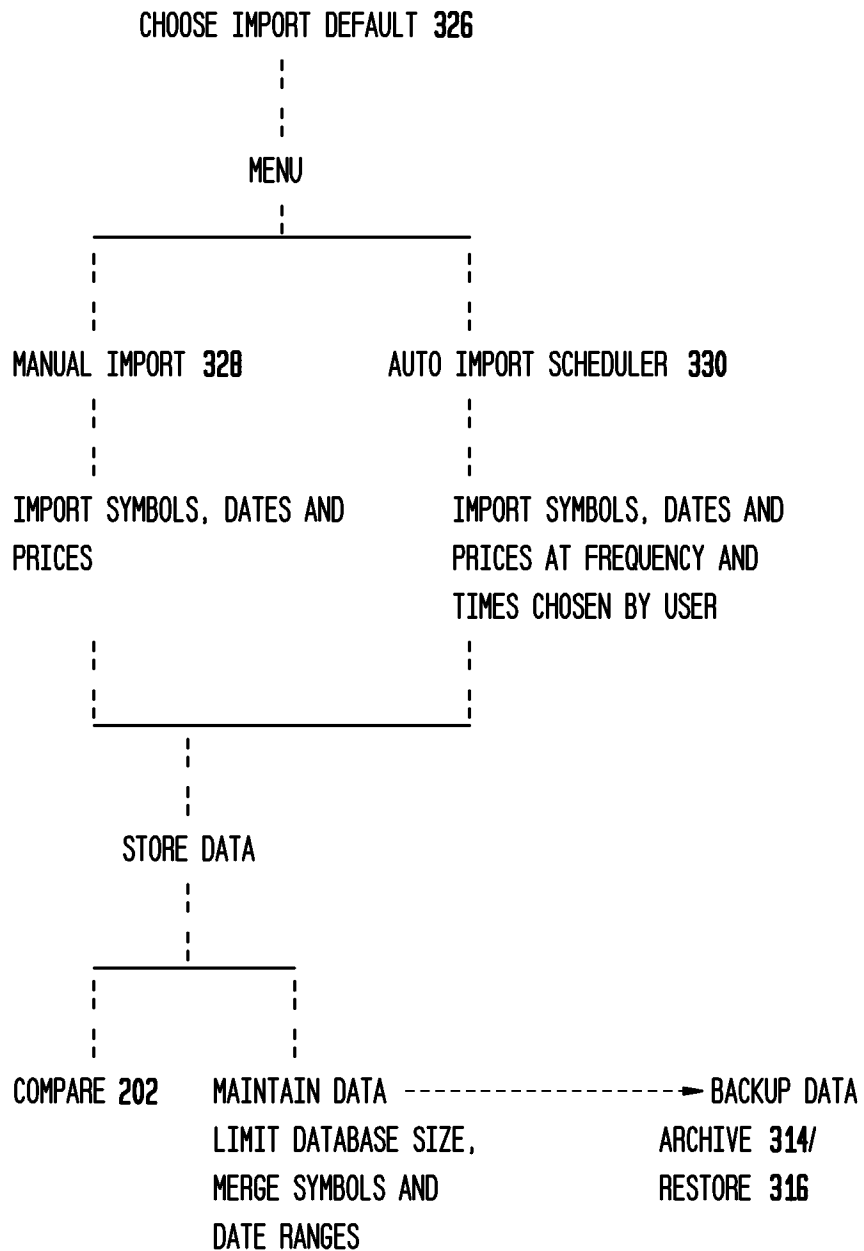 CHOOSE IMPORT DEFAULT 326
MENU
MANUAL IMPORT 328
AUTO IMPORT SCHEDULER 330
IMPORT SYMBOLS, DATES AND
PRICES
IMPORT SYMBOLS, DATES AND
PRICES AT FREQUENCY AND
TIMES CHOSEN BY USER
STORE DATA
COMPARE 202
MAINTAIN DATA
LIMIT DATABASE SIZE,
MERGE SYMBOLS AND
DATE RANGES
BACKUP DATA
ARCHIVE 314/
RESTORE 316